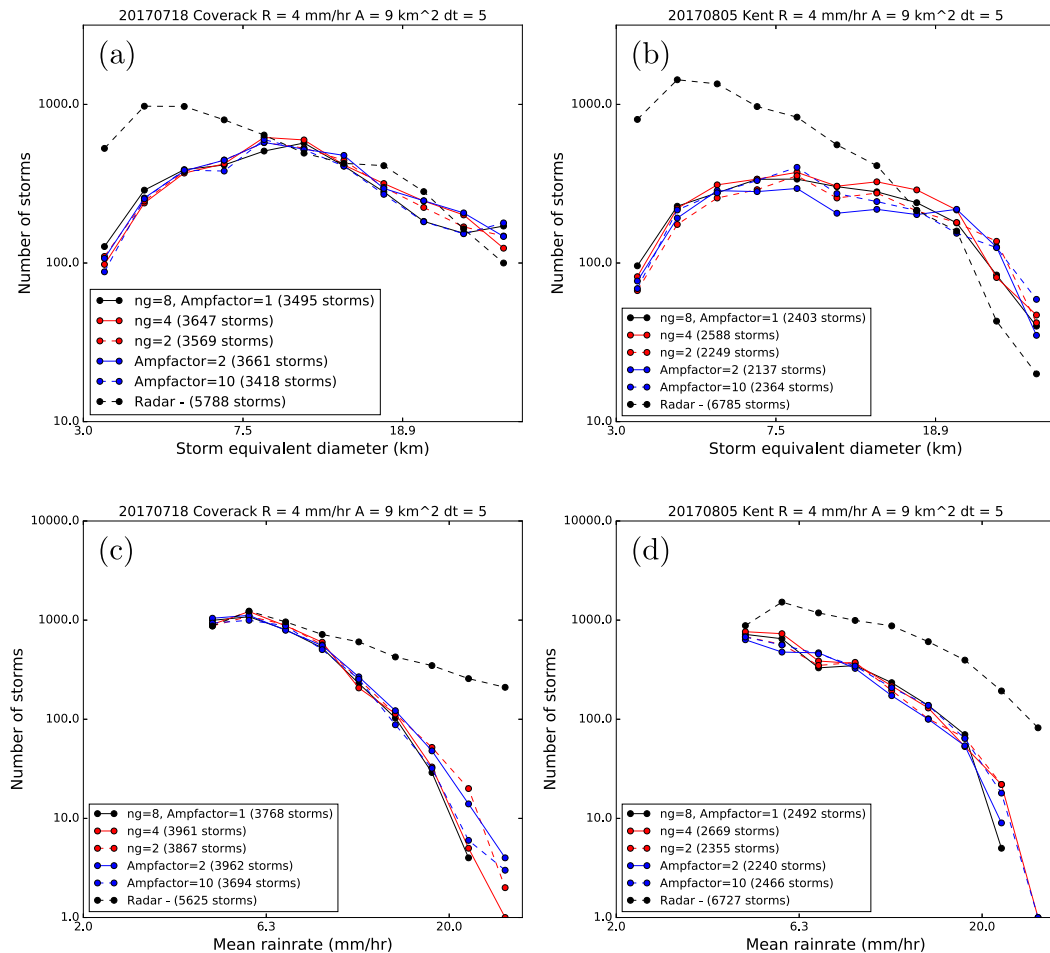 20170718 Coverack R = 4 mm/hr A = 9 km^2 dt = 5
(a)
Number of storms
1000.0
100.0
10.0
ng=8, Ampfactor=1 (3495 storms)
ng=4 (3647 storms)
ng=2 (3569 storms)
Ampfactor=2 (3661 storms)
Ampfactor=10 (3418 storms)
Radar - (5788 storms)
3.0 7.5 18.9
Storm equivalent diameter (km)
20170805 Kent R = 4 mm/hr A = 9 km^2 dt = 5
(b)
Number of storms
1000.0
100.0
10.0
ng=8, Ampfactor=1 (2403 storms)
ng=4 (2588 storms)
ng=2 (2249 storms)
Ampfactor=2 (2137 storms)
Ampfactor=10 (2364 storms)
Radar - (6785 storms)
3.0 7.5 18.9
Storm equivalent diameter (km)
20170718 Coverack R = 4 mm/hr A = 9 km^2 dt = 5
(c)
Number of storms
10000.0
1000.0
100.0
10.0
1.0
ng=8, Ampfactor=1 (3768 storms)
ng=4 (3961 storms)
ng=2 (3867 storms)
Ampfactor=2 (3962 storms)
Ampfactor=10 (3694 storms)
Radar - (5625 storms)
2.0 6.3 20.0
Mean rainrate (mm/hr)
20170805 Kent R = 4 mm/hr A = 9 km^2 dt = 5
(d)
Number of storms
10000.0
1000.0
100.0
10.0
1.0
ng=8, Ampfactor=1 (2492 storms)
ng=4 (2669 storms)
ng=2 (2355 storms)
Ampfactor=2 (2240 storms)
Ampfactor=10 (2466 storms)
Radar - (6727 storms)
2.0 6.3 20.0
Mean rainrate (mm/hr)